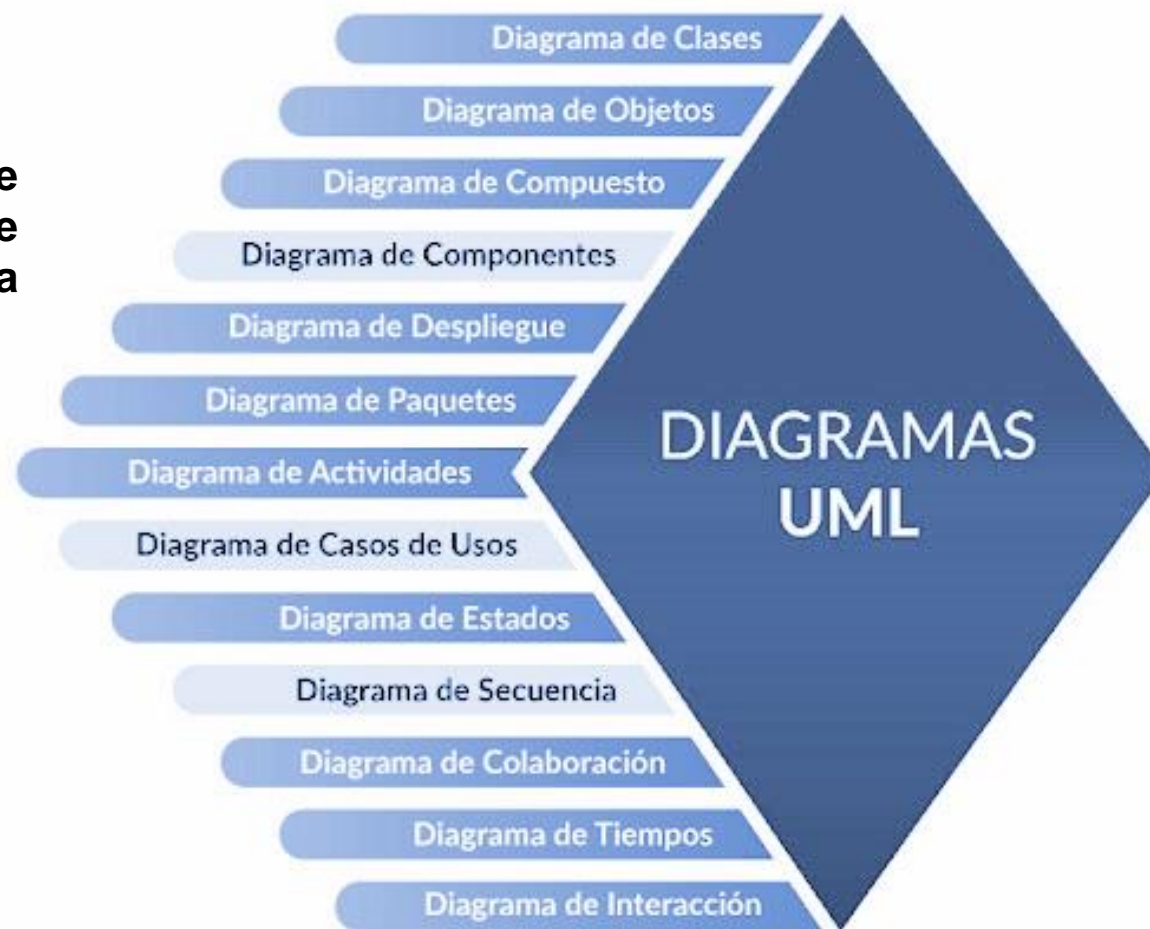 Diagrama de Clases
Diagrama de Objetos
e
Diagrama de Compuesto
e
Diagrama de Componentes
a
Diagrama de Despliegue
Diagrama de Paquetes
Diagrama de Actividades
Diagrama de Casos de Usos
Diagrama de Estados
Diagrama de Secuencia
Diagrama de Colaboración
Diagrama de Tiempos
Diagrama de Interacción
DIAGRAMAS
UML